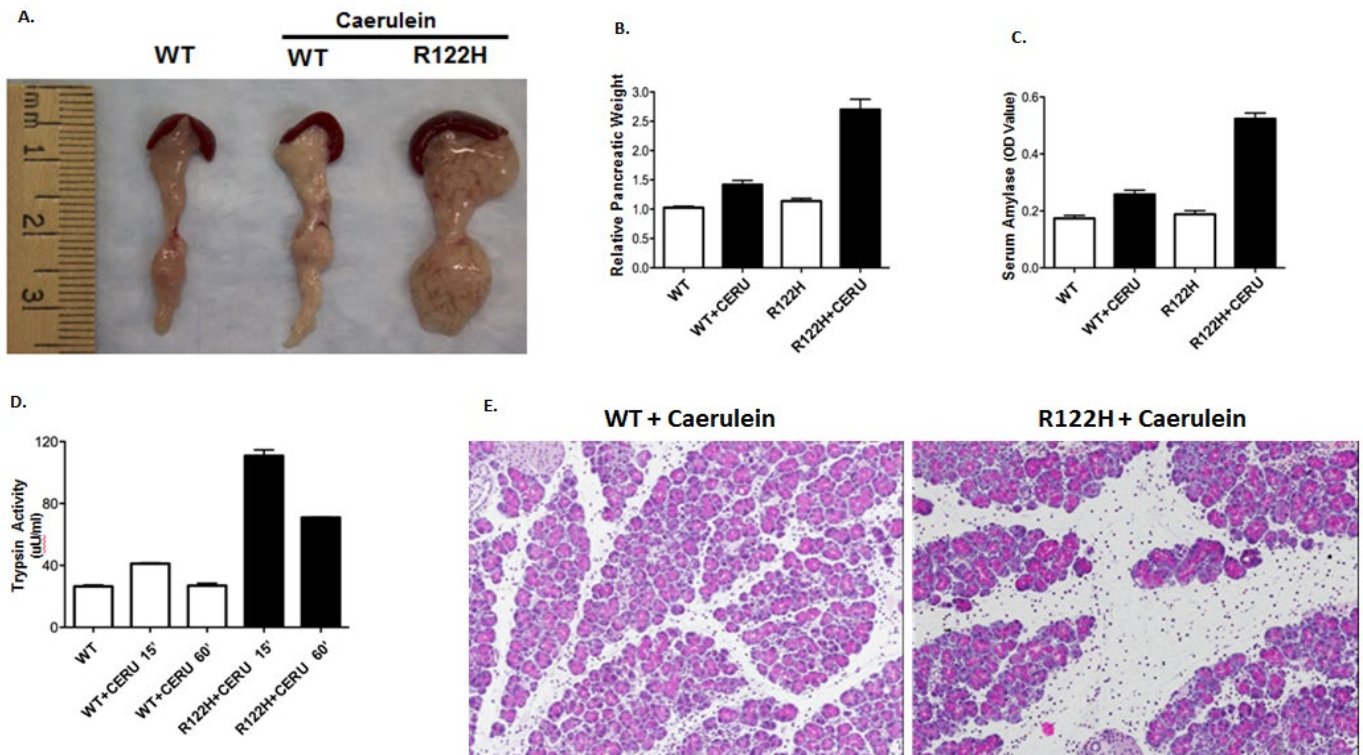 A.
Caerulein
WT
WT
R122H
mm
1
2
3
B.
Relative Pancreatic Weight
3.0
2.5
2.0
1.5
1.0
0.5
0.0
WT
WT+CERU
R122H
R122H+CERU
C.
Serum Amylase (OD Value)
0.6
0.4
0.2
0.0
WT
WT+CERU
R122H
R122H+CERU
D.
Trypsin Activity
(uU/ml)
120
80
40
0
WT
WT+CERU 15'
WT+CERU 60'
R122H+CERU 15'
R122H+CERU 60'
E.
WT + Caerulein
R122H + Caerulein